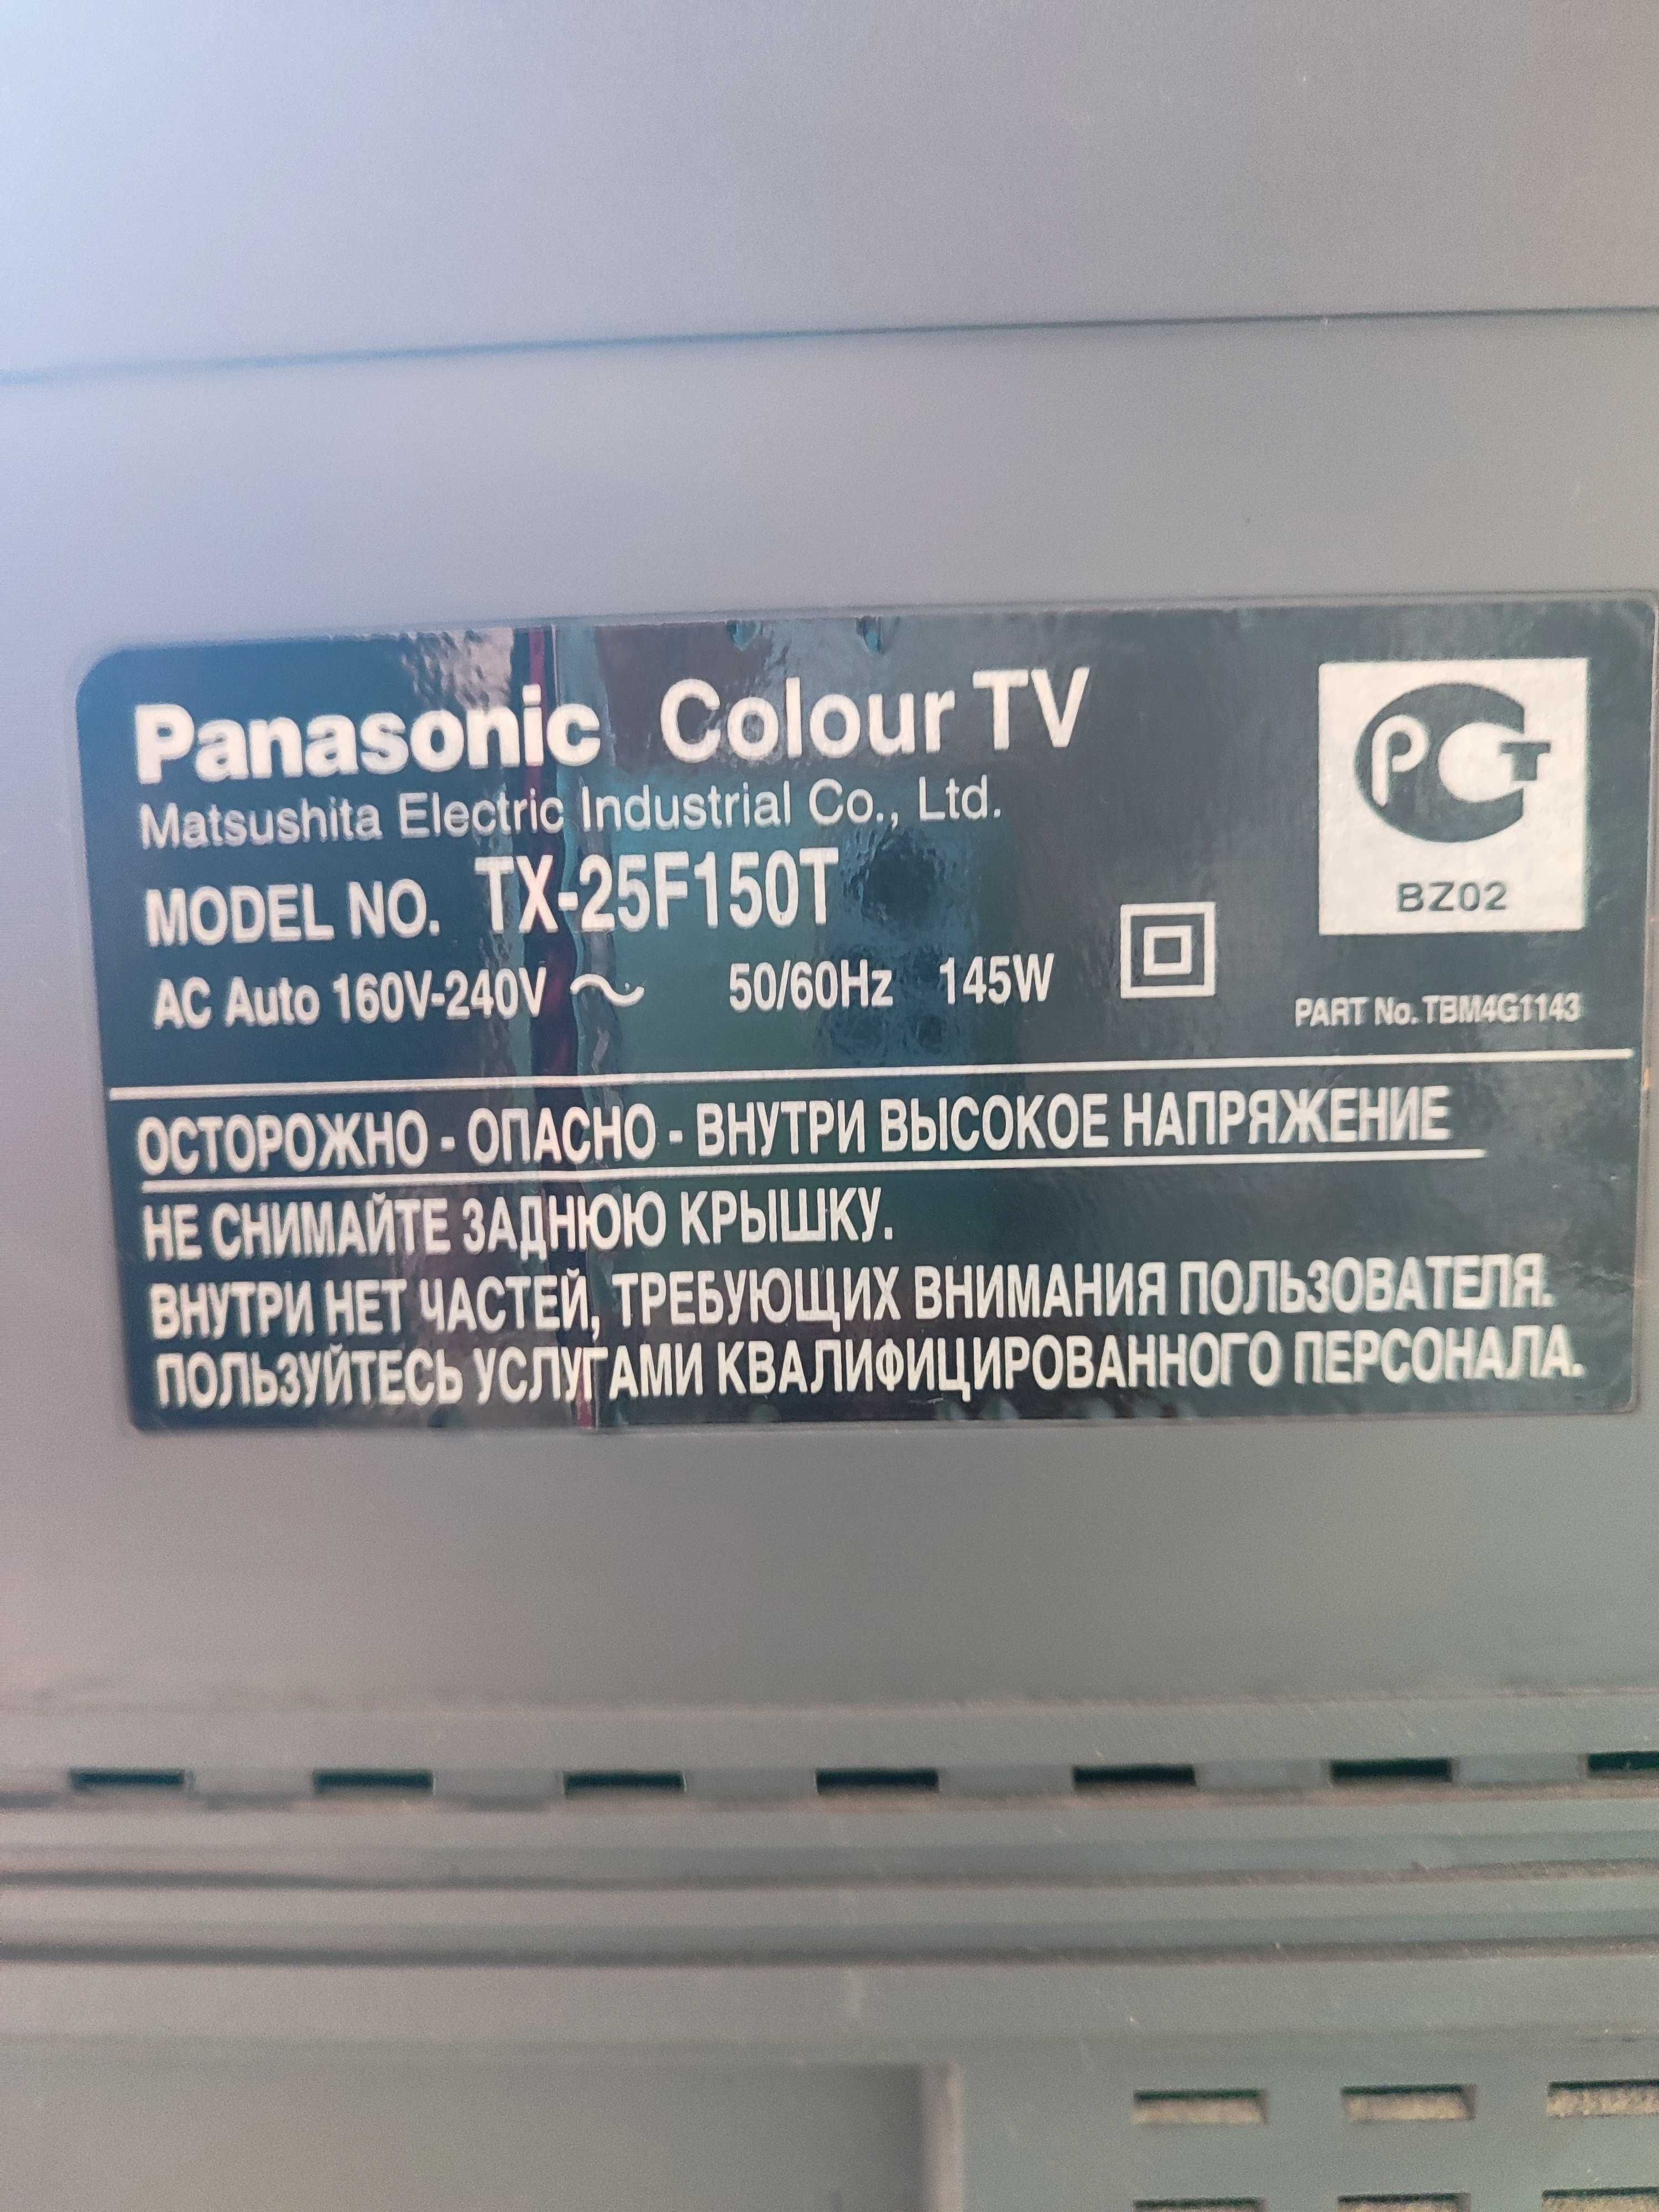 Panasonic Colour TV
Matsushita Electric Industrial Co., Ltd.
MODEL NO. TX-25F150T
AC Auto 160V-240V ~ 50/60Hz 145W
РСТ
BZ02
PART No. TBM4G1143
ОСТОРОЖНО - ОПАСНО - ВНУТРИ ВЫСОКОЕ НАПРЯЖЕНИЕ
НЕ СНИМАЙТЕ ЗАДНЮЮ КРЫШКУ.
ВНУТРИ НЕТ ЧАСТЕЙ, ТРЕБУЮЩИХ ВНИМАНИЯ ПОЛЬЗОВАТЕЛЯ.
ПОЛЬЗУЙТЕСЬ УСЛУГАМИ КВАЛИФИЦИРОВАННОГО ПЕРСОНАЛА.